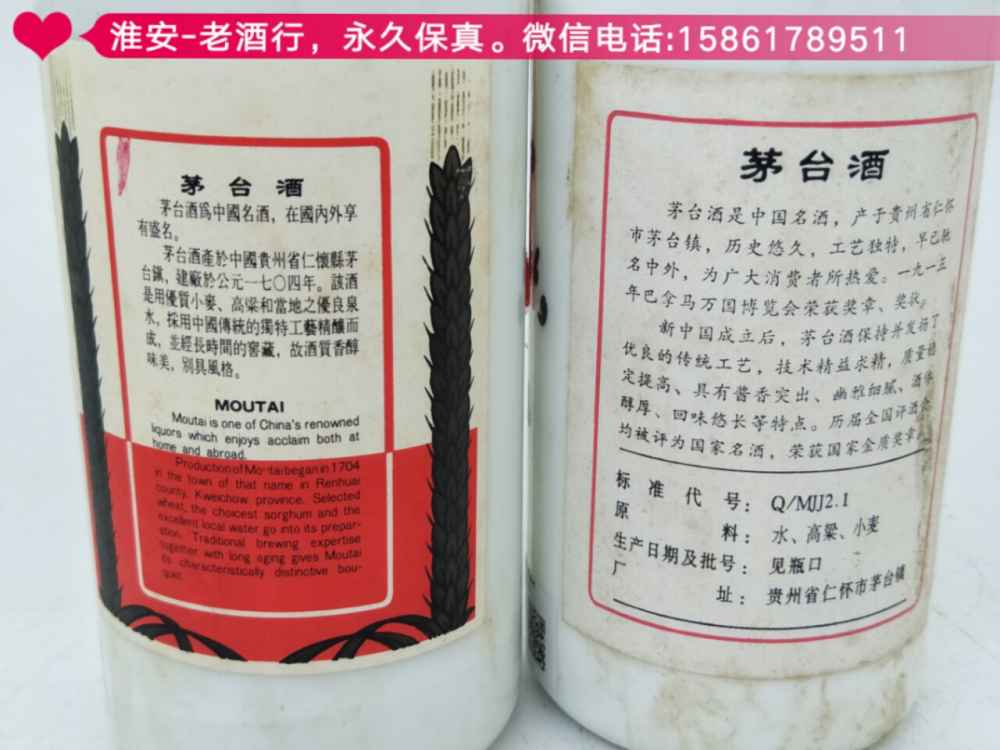 淮安-老酒行，永久保真。微信电话:15861789511
茅台酒
茅台酒爲中國名酒，在國內外享
有盛名。
茅台酒產於中國貴州省仁懷縣茅
台鎭，建廠於公元一七〇四年。該酒
是用優質小麥、高粱和當地之優良泉
水，採用中國傳統的獨特工藝精釀而
成，並經長時間的窖藏，故酒質香醇
味美，别具風格。
MOUTAI
Moutai is one of China's renowned
liquors which enjoys acclaim both at
home and abroad.
Production of Moutai began in 1704
in the town of that name in Renhuai
county, Kweichow province. Selected
wheat, the choicest sorghum and the
excellent local water go into its prepar-
ation. Traditional brewing expertise
together with long aging gives Moutai
its characteristically distinctive bou-
quet.
茅台酒
茅台酒是中国名酒，产于贵州省仁怀
市茅台镇，历史悠久，工艺独特，早已驰
名中外，为广大消费者所热爱。一九一五
年巴拿马万国博览会荣获奖章、奖状。
新中国成立后，茅台酒保持并发扬了
优良的传统工艺，技术精益求精，质量稳
定提高、具有酱香突出、幽雅细腻、酒体
醇厚、回味悠长等特点。历届全国评酒会
均被评为国家名酒，荣获国家金质奖章。
标准代号：Q/MJJ2.1
原料：水、高粱、小麦
生产日期及批号：见瓶口
厂址：贵州省仁怀市茅台镇